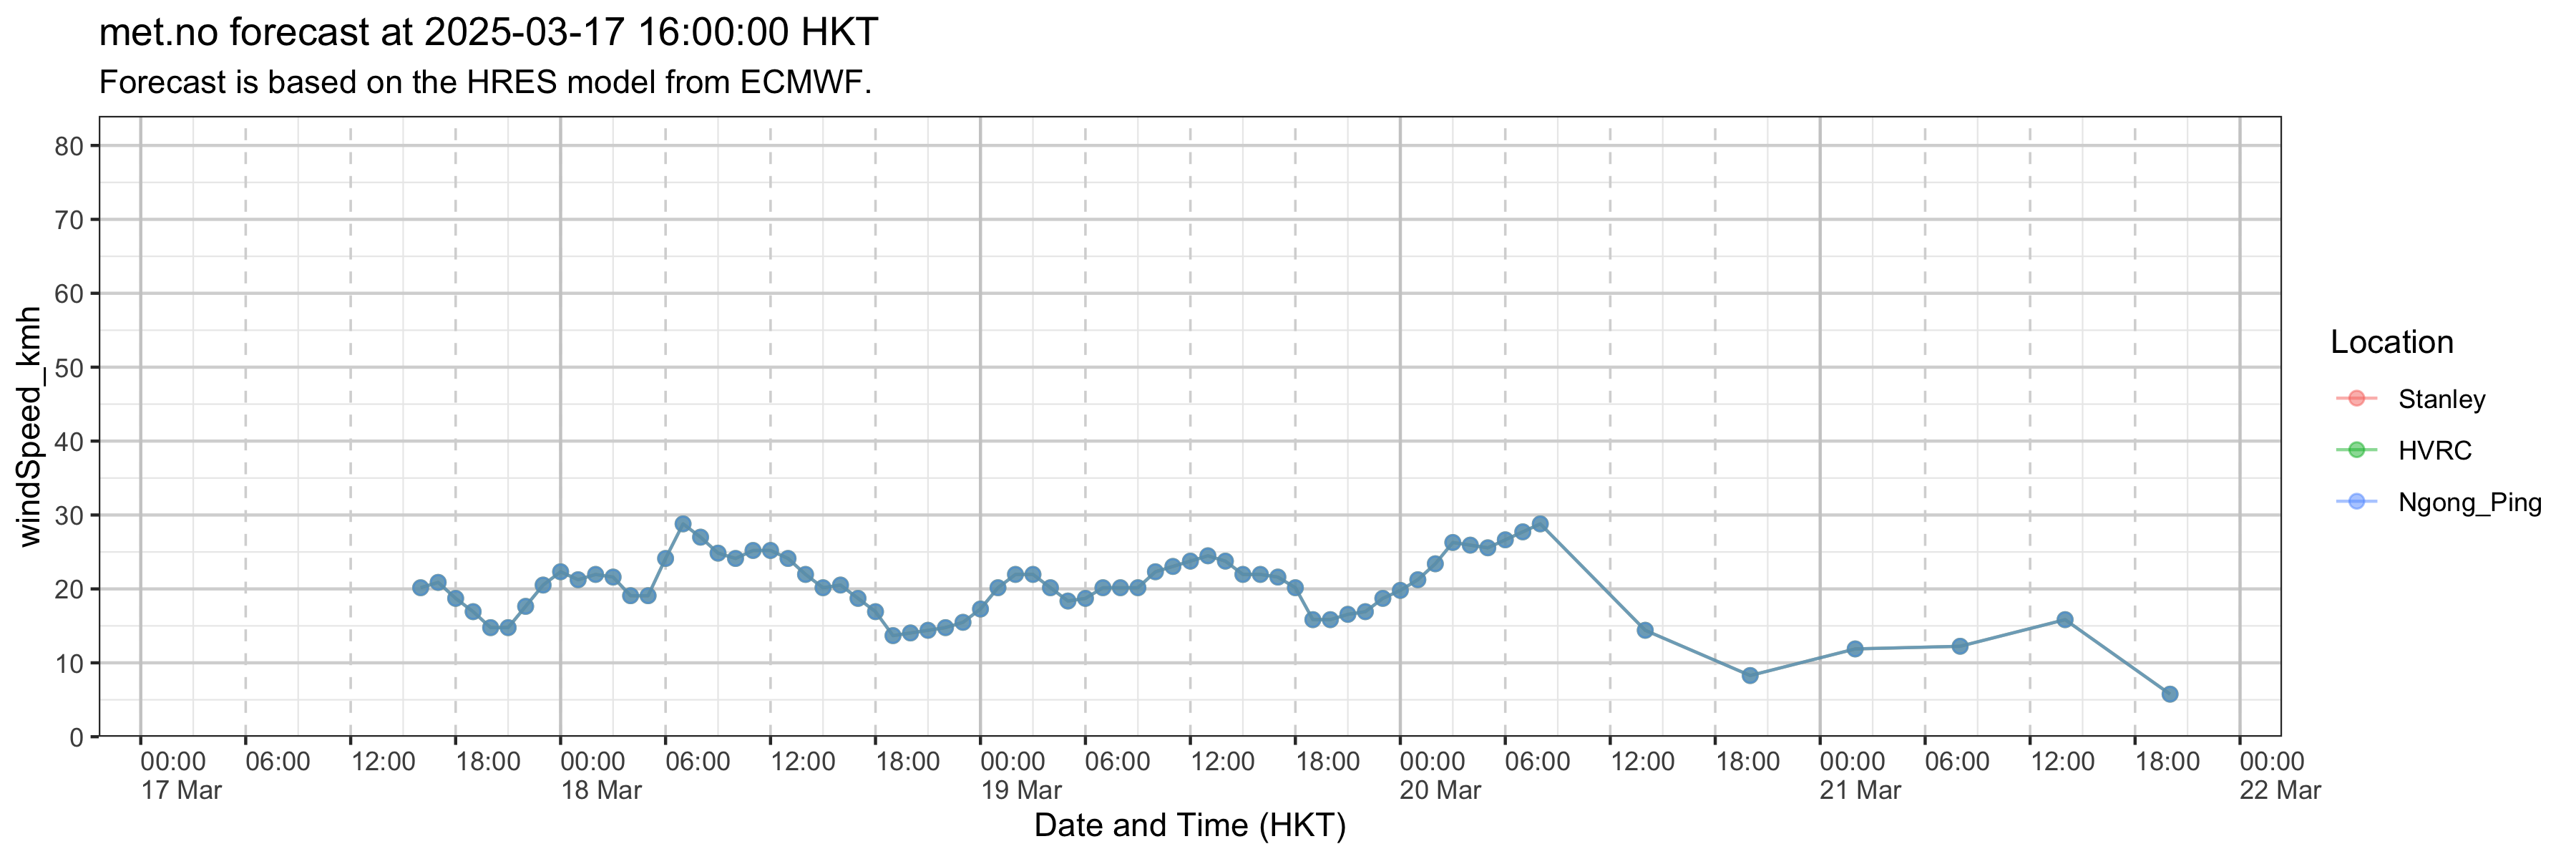 met.no forecast at 2025-03-17 16:00:00 HKT
Forecast is based on the HRES model from ECMWF.
windSpeed_kmh
80
70
60
50
40
30
20
10
0
00:00 06:00 12:00 18:00 00:00 06:00 12:00 18:00 00:00 06:00 12:00 18:00 00:00 06:00 12:00 18:00 00:00 06:00 12:00 18:00 00:00
17 Mar 18 Mar 19 Mar 20 Mar 21 Mar 22 Mar
Date and Time (HKT)
Location
Stanley
HVRC
Ngong_Ping